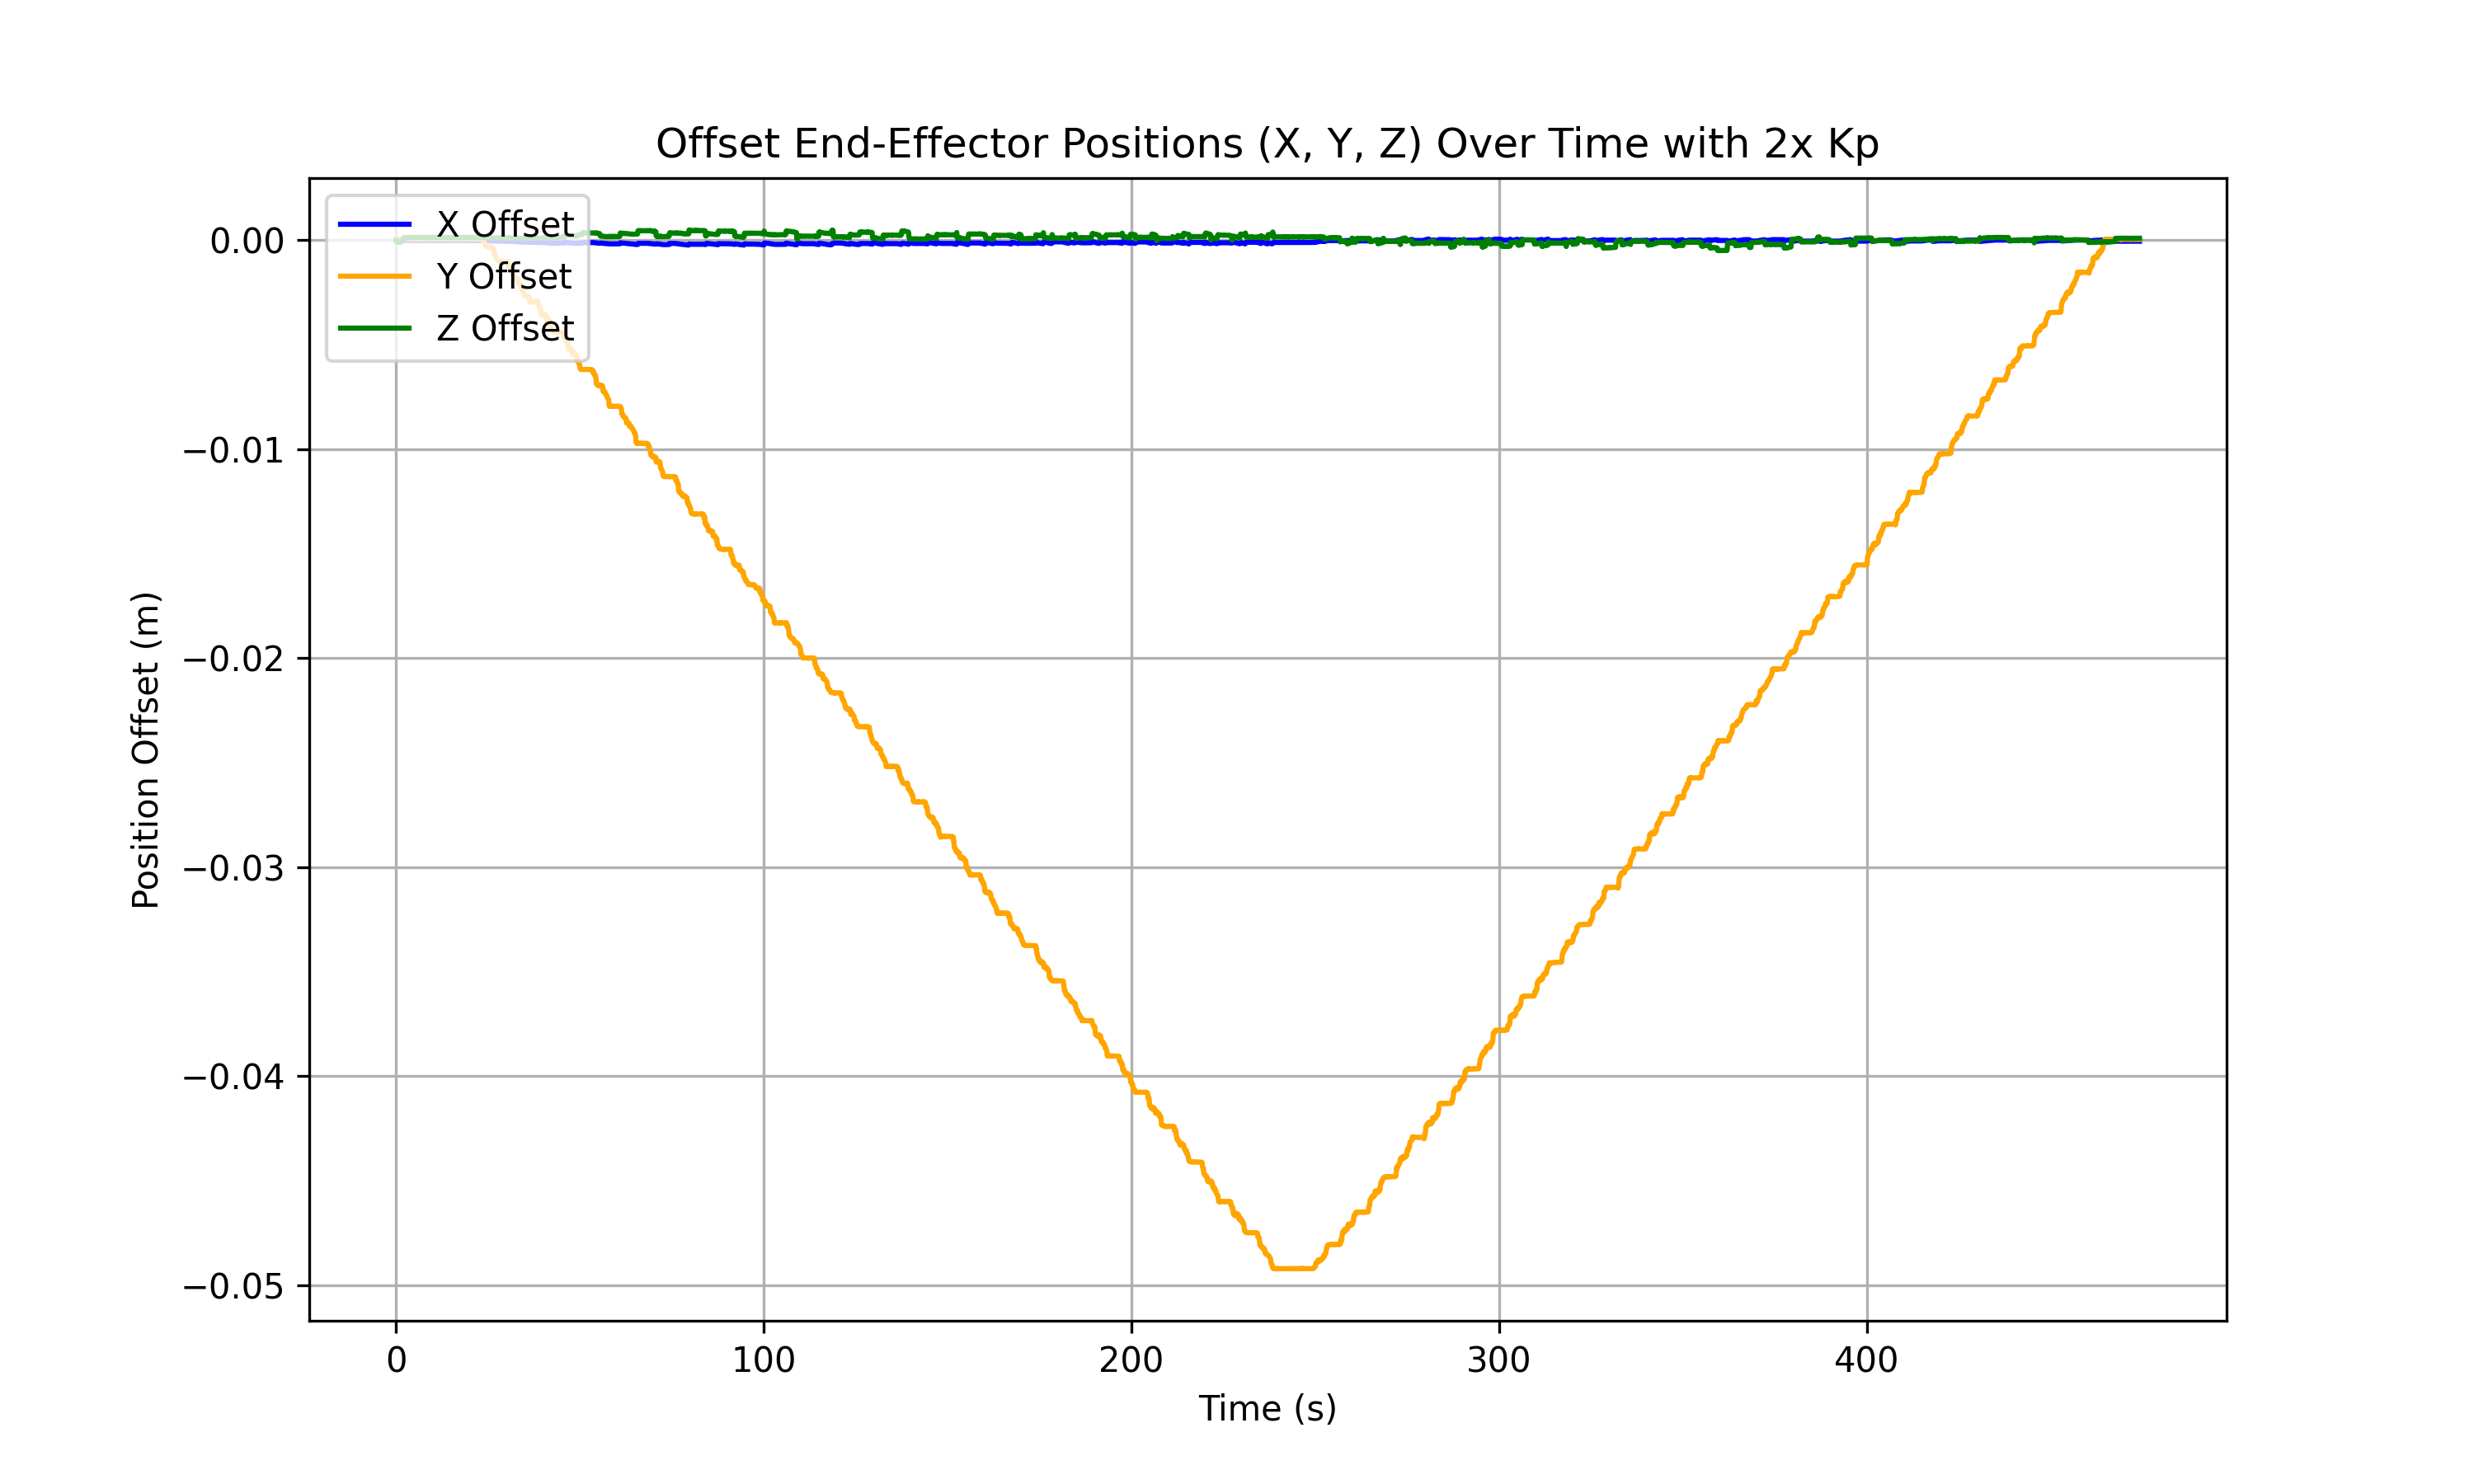 Offset End-Effector Positions (X, Y, Z) Over Time with 2x Kp
X Offset
Y Offset
Z Offset
0.00
−0.01
−0.02
−0.03
−0.04
−0.05
Position Offset (m)
0 100 200 300 400
Time (s)